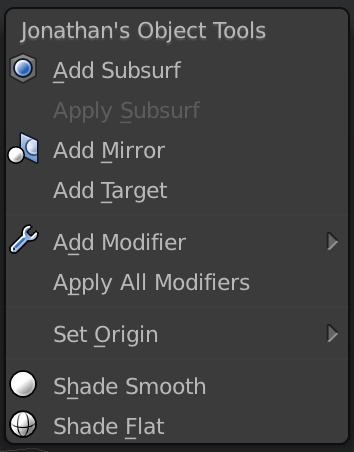 Jonathan's Object Tools
Add Subsurf
Apply Subsurf
Add Mirror
Add Target
Add Modifier
Apply All Modifiers
Set Origin
Shade Smooth
Shade Flat